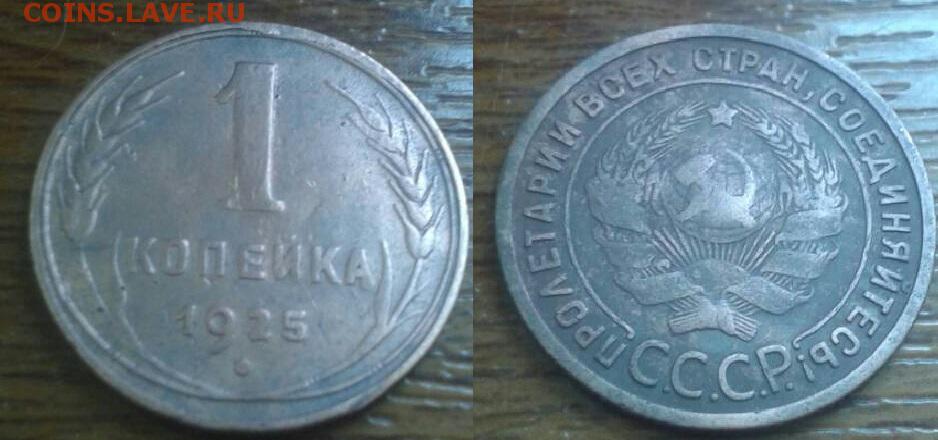 COINS.LAVE.RU
1
КОПЕЙКА
1925
ПРОЛЕТАРИИ ВСЕХ СТРАН, СОЕДИНЯЙТЕСЬ!
С.С.С.Р.